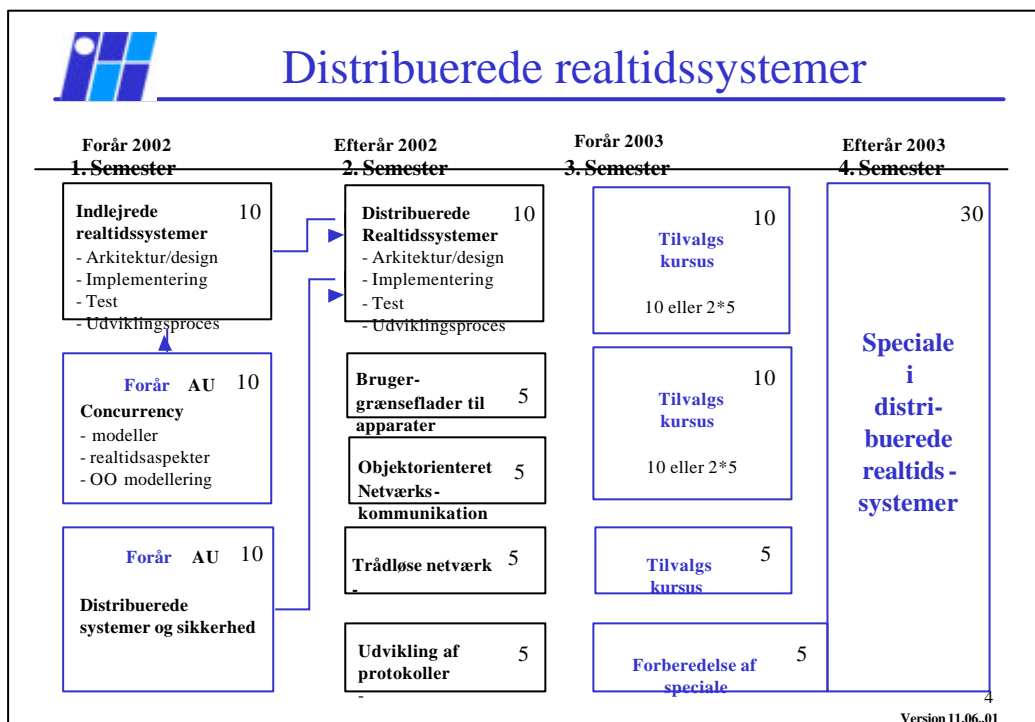 Distribuerede realtidssystemer
Forår 2002
1. Semester
Efterår 2002
2. Semester
Forår 2003
3. Semester
Efterår 2003
4. Semester
Indlejrede 10
realtidssystemer
- Arkitektur/design
- Implementering
- Test
- Udviklingsproces
Forår AU 10
Concurrency
- modeller
- realtidsaspekter
- OO modellering
Forår AU 10
Distribuerede
systemer og sikkerhed
Distribuerede 10
Realtidssystemer
- Arkitektur/design
- Implementering
- Test
- Udviklingsproces
Bruger-
grænseflader til 5
apparater
Objektorienteret 5
Netværks-
kommunikation
Trådløse netværk 5
-
Udvikling af 5
protokoller
-
10
Tilvalgs
kursus
10 eller 2*5
10
Tilvalgs
kursus
10 eller 2*5
Tilvalgs 5
kursus
Forberedelse af 5
speciale
30
Speciale
i
distri-
buerede
realtids-
systemer
4
Version 11.06..01